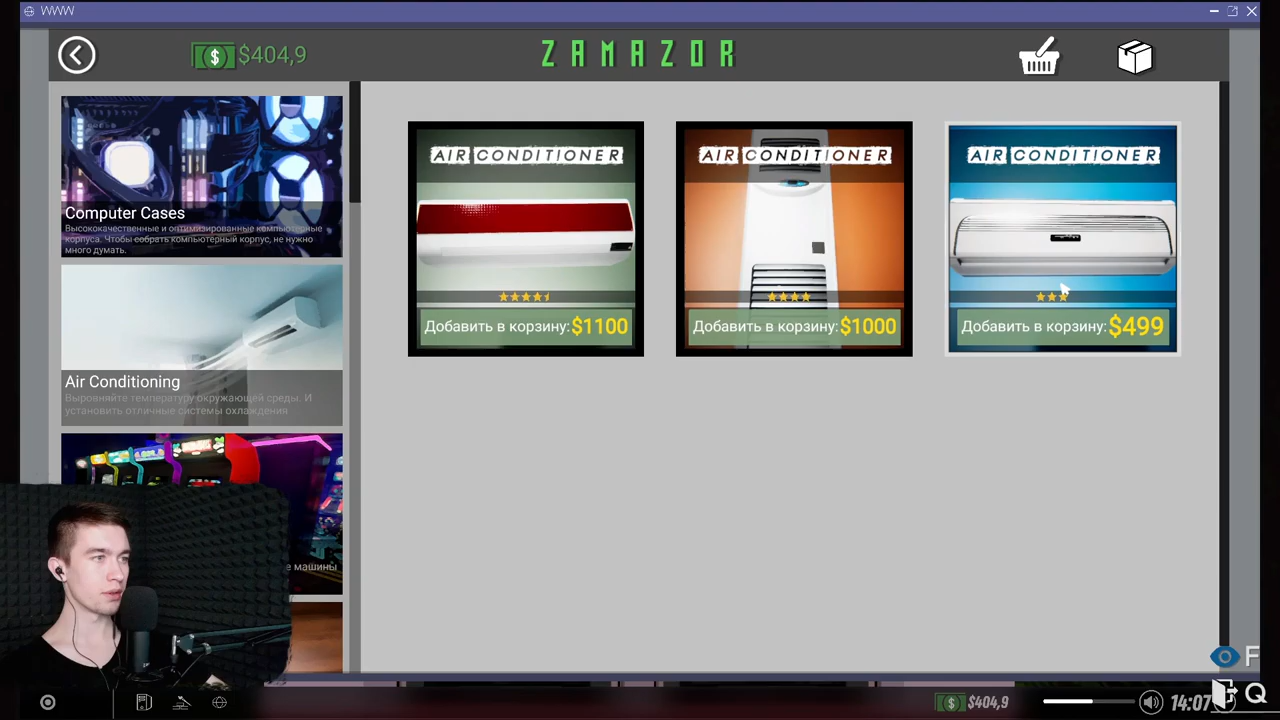 WWW
$404,9
ZAMAZOR
Computer Cases
Высококачественные и оптимизированные компьютерные
корпуса. Чтобы собрать компьютерный корпус, не нужно
много думать.
Air Conditioning
Выровняйте температуру окружающей среды. И
установить отличные системы охлаждения
е машины
AIR CONDITIONER
Добавить в корзину: $1100
AIR CONDITIONER
Добавить в корзину: $1000
AIR CONDITIONER
Добавить в корзину: $499
F
$404,9
14:07
Q